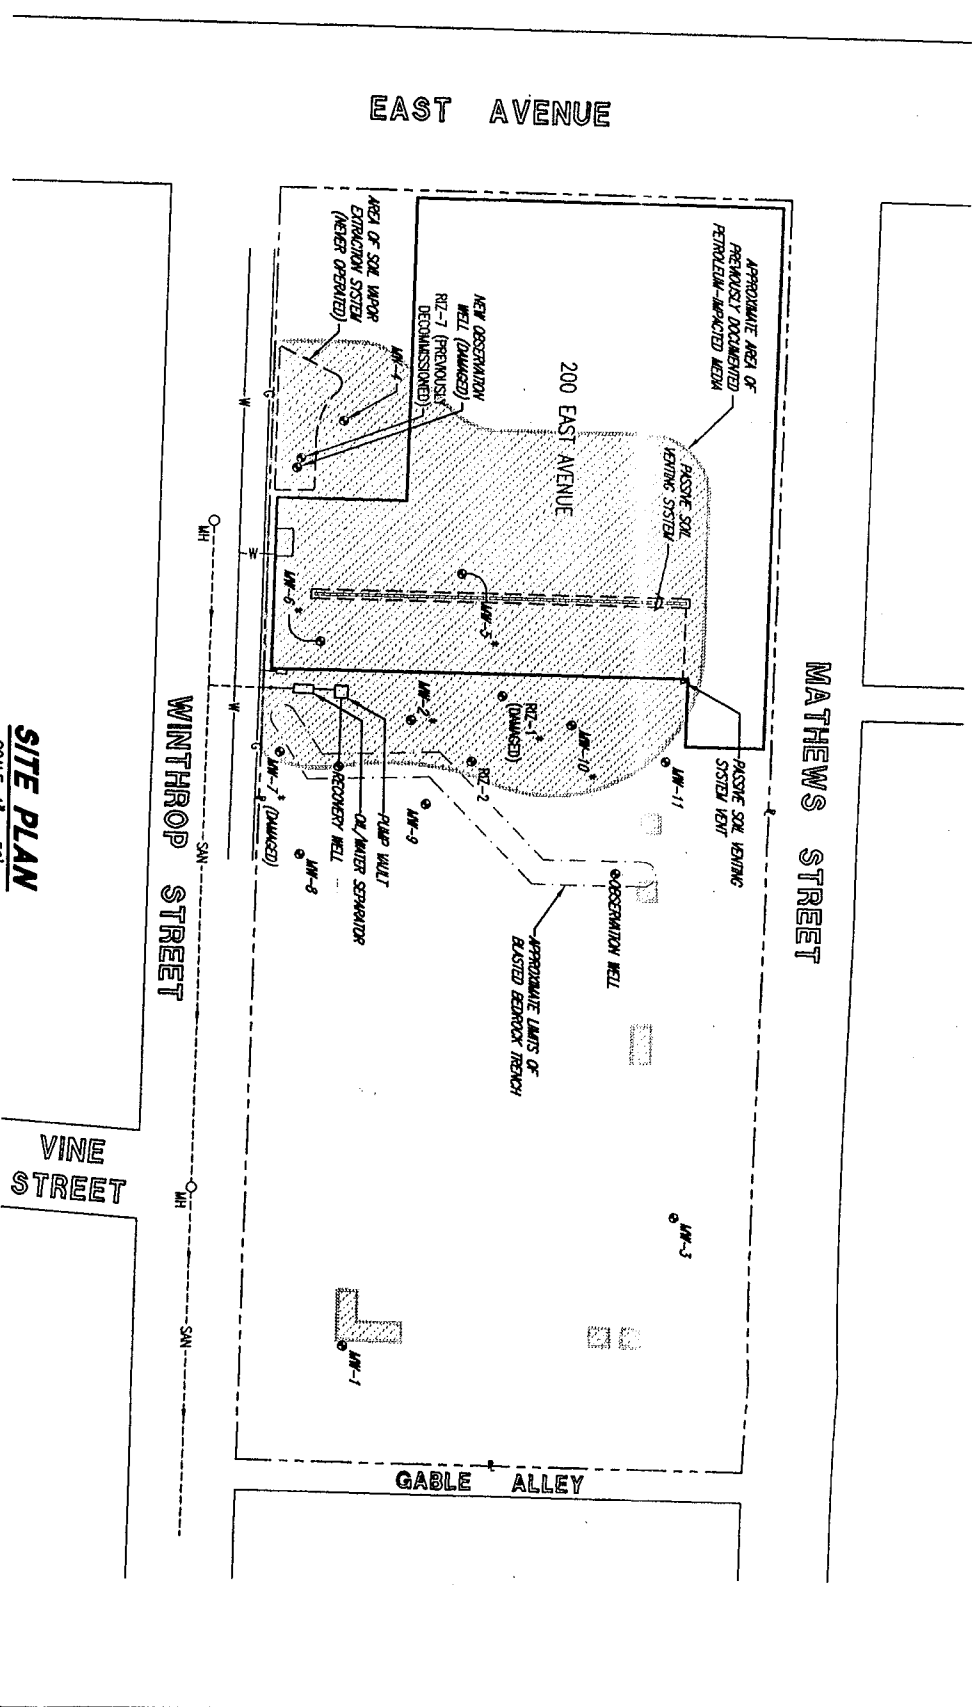 EAST AVENUE
AREA OF SOIL VAPOR
EXTRACTION SYSTEM
(NEVER OPERATED)
NEW OBSERVATION
WELL (DAMAGED)
RIZ-7 (PREVIOUSLY
DECOMMISSIONED)
MW-4
APPROXIMATE AREA OF
PREVIOUSLY DOCUMENTED
PETROLEUM-IMPACTED MEDIA
200 EAST AVENUE
PASSIVE SOIL
VENTING SYSTEM
G
W
MH
W
MW-6*
MW-5*
MW-2*
RIZ-1*
(DAMAGED)
MW-10*
MW-11
RIZ-2
PASSIVE SOIL VENTING
SYSTEM VENT
MATHEWS STREET
WINTHROP STREET
W
G
MW-7* (DAMAGED)
RECOVERY WELL
OIL/WATER SEPARATOR
PUMP VAULT
MW-9
MW-8
SAN
OBSERVATION WELL
APPROXIMATE LIMITS OF
BLASTED BEDROCK TRENCH
SITE PLAN
VINE
STREET
MH
MW-3
SAN
MW-1
GABLE ALLEY